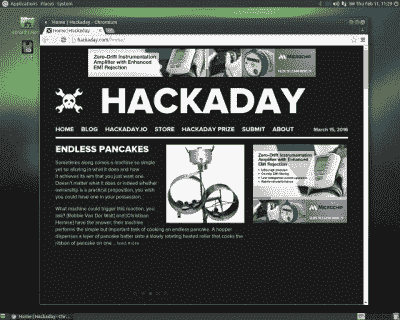 Applications Places System
Thu Feb 11, 11:29
Home | Hackaday - Chromium
Home | Hackaday
hackaday.com
Zero-Drift Instrumentation
Amplifier with Enhanced
EMI Rejection
MICROCHIP
HACKADAY
HOME BLOG HACKADAY.IO STORE HACKADAY PRIZE SUBMIT ABOUT March 15, 2016
ENDLESS PANCAKES
Sometimes along comes a machine so simple
yet so alluring in what it does and how
it achieves its aim that you just want one.
Doesn't matter what it does or indeed whether
ownership is a practical proposition, you wish
you could have one in your possession.
What machine could trigger this reaction, you
ask? [Robbie Van Der Walt] and [Christiaan
Harmse] have the answer, their machine
performs the simple but important task of cooking an endless pancake. A hopper
dispenses a layer of pancake batter onto a slowly rotating heated roller that cooks the
ribbon of pancake on one... read more
Zero-Drift Instrumentation
Amplifier with Enhanced
EMI Rejection
MICROCHIP
Home | Hackaday - Chr...